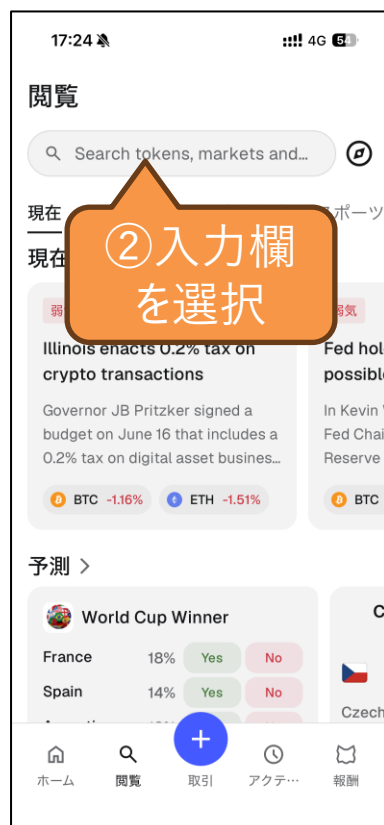 17:24
4G 54
閲覧
Search tokens, markets and...
現在
スポーツ
②入力欄
を選択
現在
弱
弱気
Illinois enacts 0.2% tax on
crypto transactions
Governor JB Pritzker signed a
budget on June 16 that includes a
0.2% tax on digital asset busines...
BTC -1.16% ETH -1.51%
Fed hol
possible
In Kevin
Fed Chai
Reserve
BTC
予測 >
World Cup Winner
France 18% Yes No
Spain 14% Yes No
C
Czech
ホーム
閲覧
取引
アクテ…
報酬